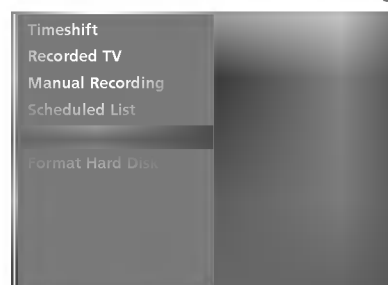 Timeshift
Recorded TV
Manual Recording
Scheduled List
Format Hard Disk